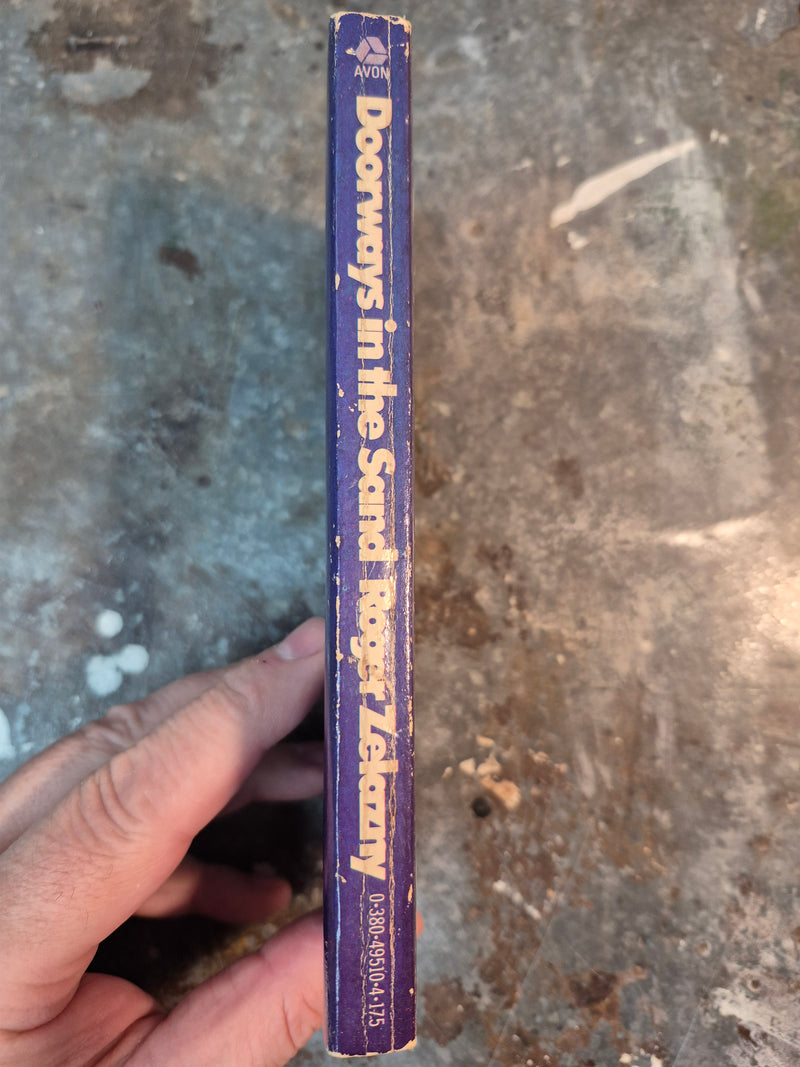 AVON
Doorways in the Sand Roger Zelazny
0•380•49510•4•175